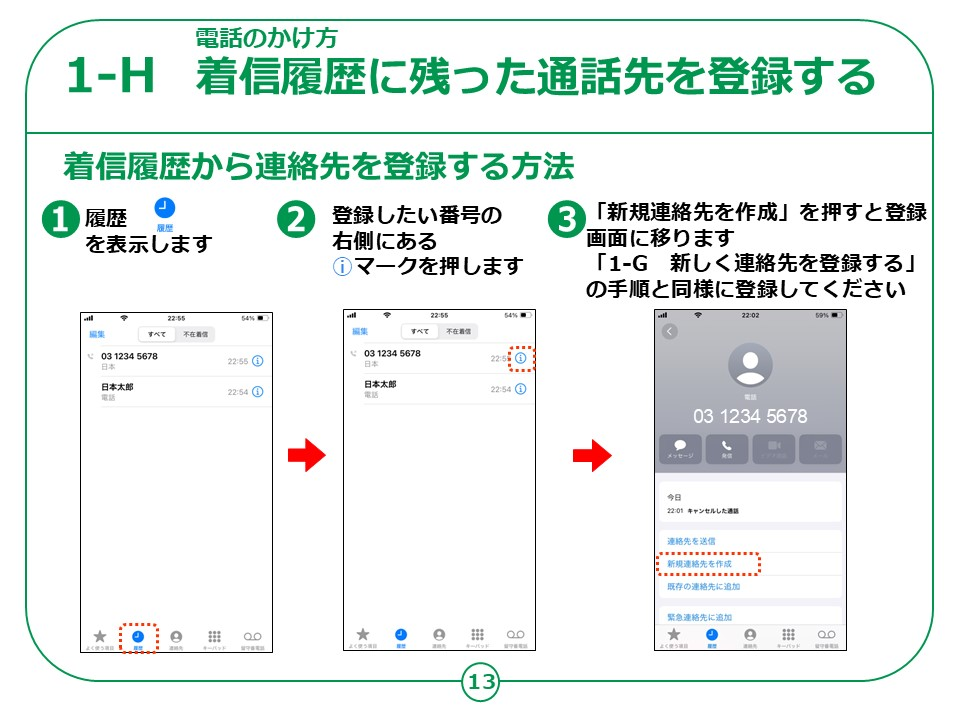 電話のかけ方
1-H 着信履歴に残った通話先を登録する
着信履歴から連絡先を登録する方法
1 履歴
履歴
を表示します
2 登録したい番号の
右側にある
ⓘマークを押します
3 「新規連絡先を作成」を押すと登録
画面に移ります
「1-G 新しく連絡先を登録する」
の手順と同様に登録してください
22:55 54%
編集 すべて 不在着信
03 1234 5678
日本 22:55
日本太郎
電話 22:54
よく使う項目 履歴 連絡先 キーパッド 留守番電話
22:55 54%
編集 すべて 不在着信
03 1234 5678
日本
日本太郎
電話 22:54
よく使う項目 履歴 連絡先 キーパッド 留守番電話
22:02 59%
電話
03 1234 5678
メッセージ 発信
今日
22:01 キャンセルした通話
連絡先を送信
新規連絡先を作成
既存の連絡先に追加
緊急連絡先に追加
よく使う項目 履歴 連絡先 キーパッド 留守番電話
13